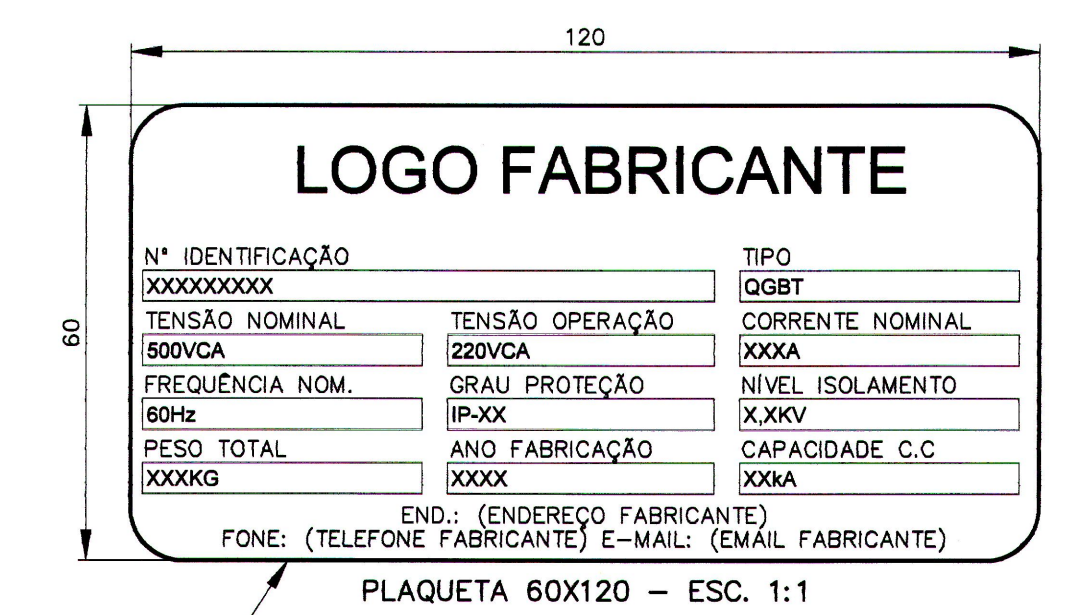 120
60
LOGO FABRICANTE
Nª IDENTIFICAÇÃO TIPO
XXXXXXXXX QGBT
TENSÃO NOMINAL TENSÃO OPERAÇÃO CORRENTE NOMINAL
500VCA 220VCA XXXA
FREQUÊNCIA NOM. GRAU PROTEÇÃO NÍVEL ISOLAMENTO
60Hz IP-XX X,XKV
PESO TOTAL ANO FABRICAÇÃO CAPACIDADE C.C
XXXKG XXXX XXkA
END.: (ENDEREÇO FABRICANTE)
FONE: (TELEFONE FABRICANTE) E-MAIL: (EMAIL FABRICANTE)
PLAQUETA 60X120 – ESC. 1:1